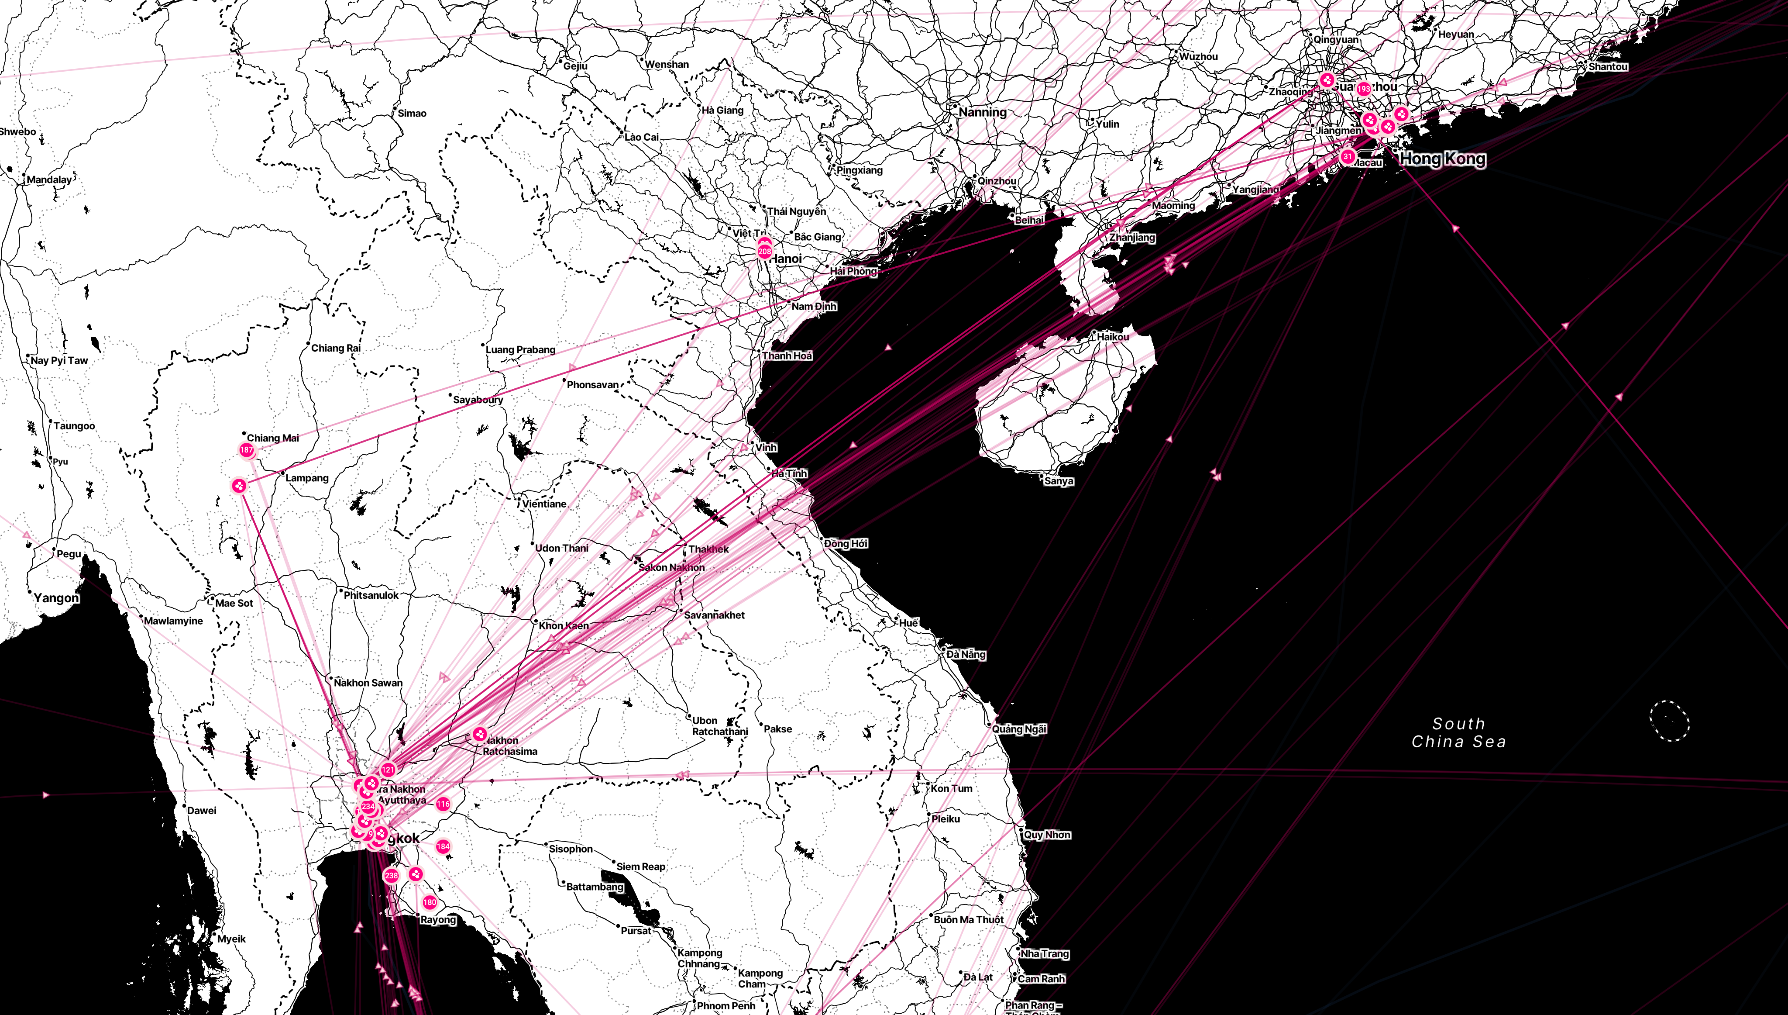 Qingyuan
Heyuan
Gejiu
Wenshan
Wuzhou
Shantou
Zhaoqing
193
Hà Giang
Simao
Nanning
Yulin
Jiangmen
Shwebo
Lào Cai
31
Macau
Hong Kong
Pingxiang
Mandalay
Qinzhou
Yangjiang
Maoming
Thái Nguyên
Beihai
Việt Trì
Bắc Giang
Zhanjiang
208
Hanoi
Hải Phòng
Nam Định
Haikou
Chiang Rai
Luang Prabang
Thanh Hoá
Nay Pyi Taw
Phonsavan
Sayaboury
Taungoo
Chiang Mai
187
Vinh
Pyu
Hà Tĩnh
Lampang
Sanya
Vientiane
Đồng Hới
Udon Thani
Thakhek
Pegu
Sakon Nakhon
Yangon
Phitsanulok
Mae Sot
Savannakhet
Mawlamyine
Khon Kaen
Huế
Đà Nẵng
Nakhon Sawan
Ubon
Ratchathani
Pakse
Quảng Ngãi
South
China Sea
Nakhon
Ratchasima
121
Nakhon
Ayutthaya
Kon Tum
116
234
Dawei
Pleiku
Quy Nhơn
184
Sisophon
Siem Reap
238
Battambang
180
Rayong
Buôn Ma Thuột
Pursat
Myeik
Kampong
Chhnang
Nha Trang
Kampong
Cham
Đà Lạt
Cam Ranh
Phnom Penh
Phan Rang –